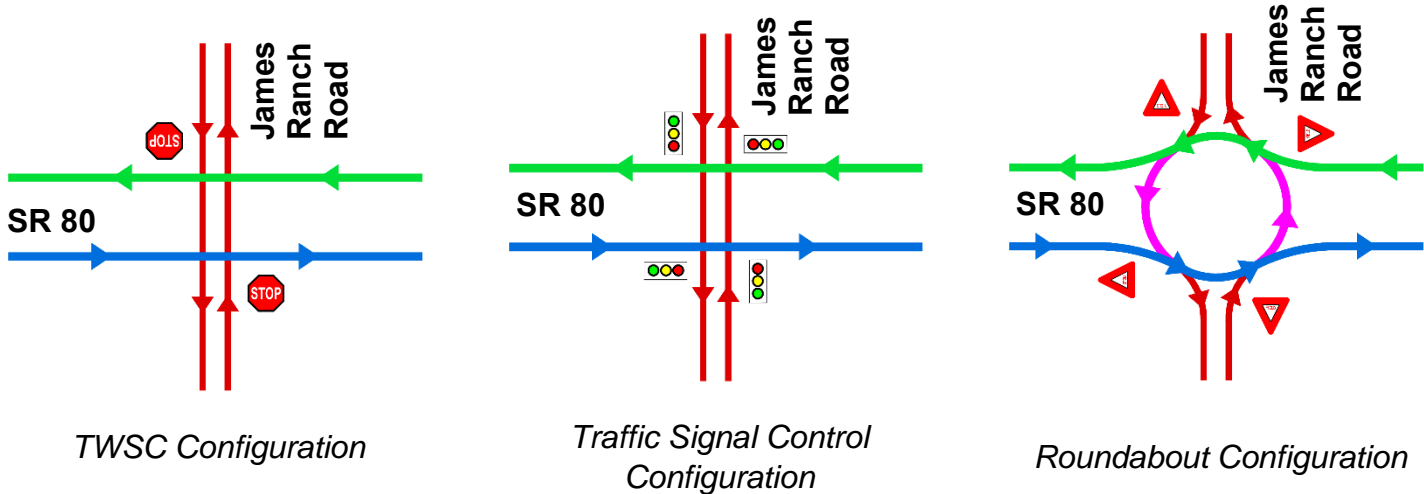 James
Ranch
Road
STOP
SR 80
STOP
TWSC Configuration
James
Ranch
Road
SR 80
Traffic Signal Control
Configuration
James
Ranch
Road
SR 80
Roundabout Configuration